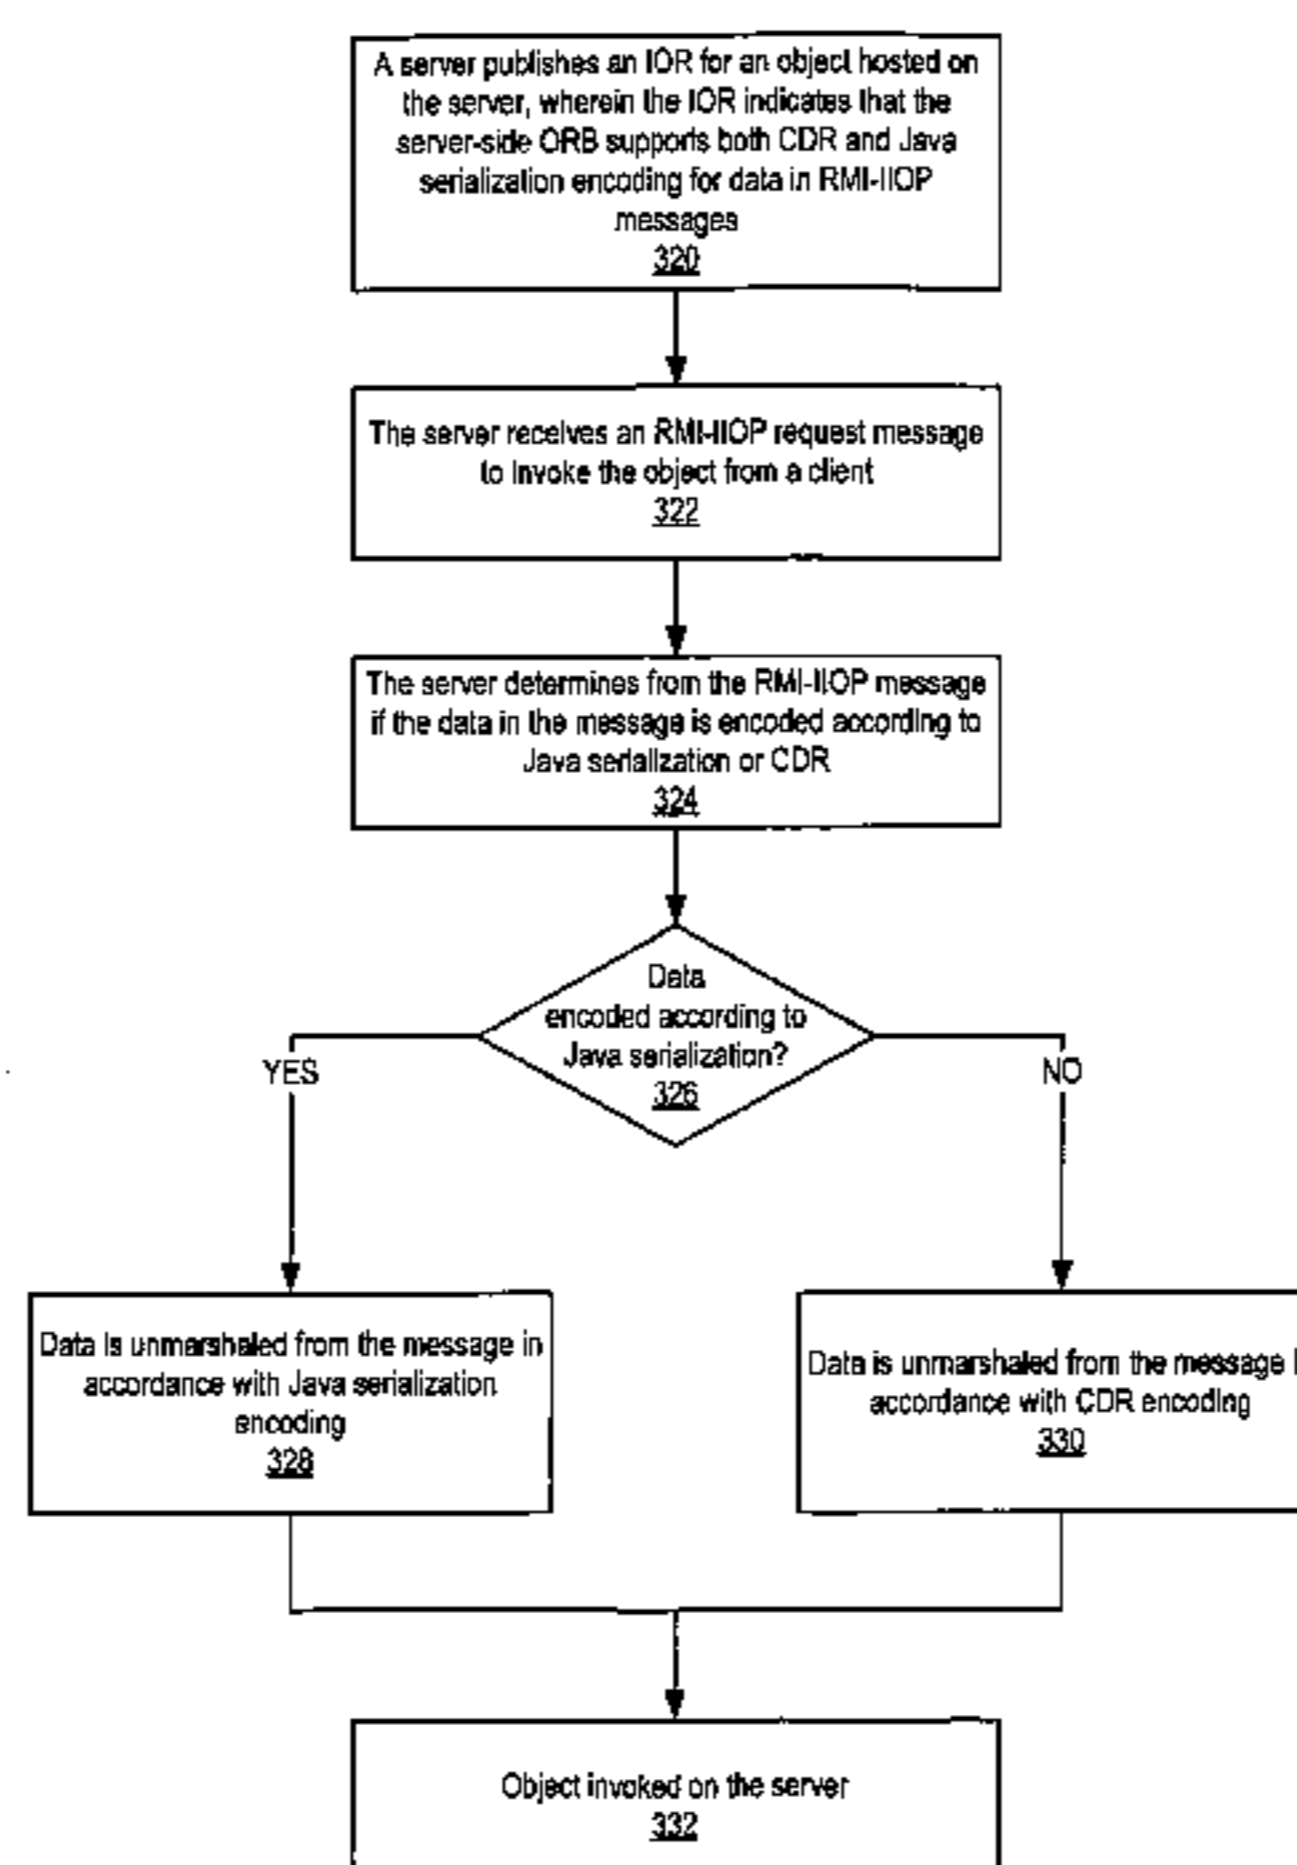 A server publishes an IOR for an object hosted on
the server, wherein the IOR indicates that the
server-side ORB supports both CDR and Java
serialization encoding for data in RMI-IIOP
messages
320
The server receives an RMI-IIOP request message
to invoke the object from a client
322
The server determines from the RMI-IIOP message
if the data in the message is encoded according to
Java serialization or CDR
324
Data
encoded according to
Java serialization?
326
YES
NO
Data is unmarshaled from the message in
accordance with Java serialization
encoding
328
Data is unmarshaled from the message
accordance with CDR encoding
330
Object invoked on the server
332